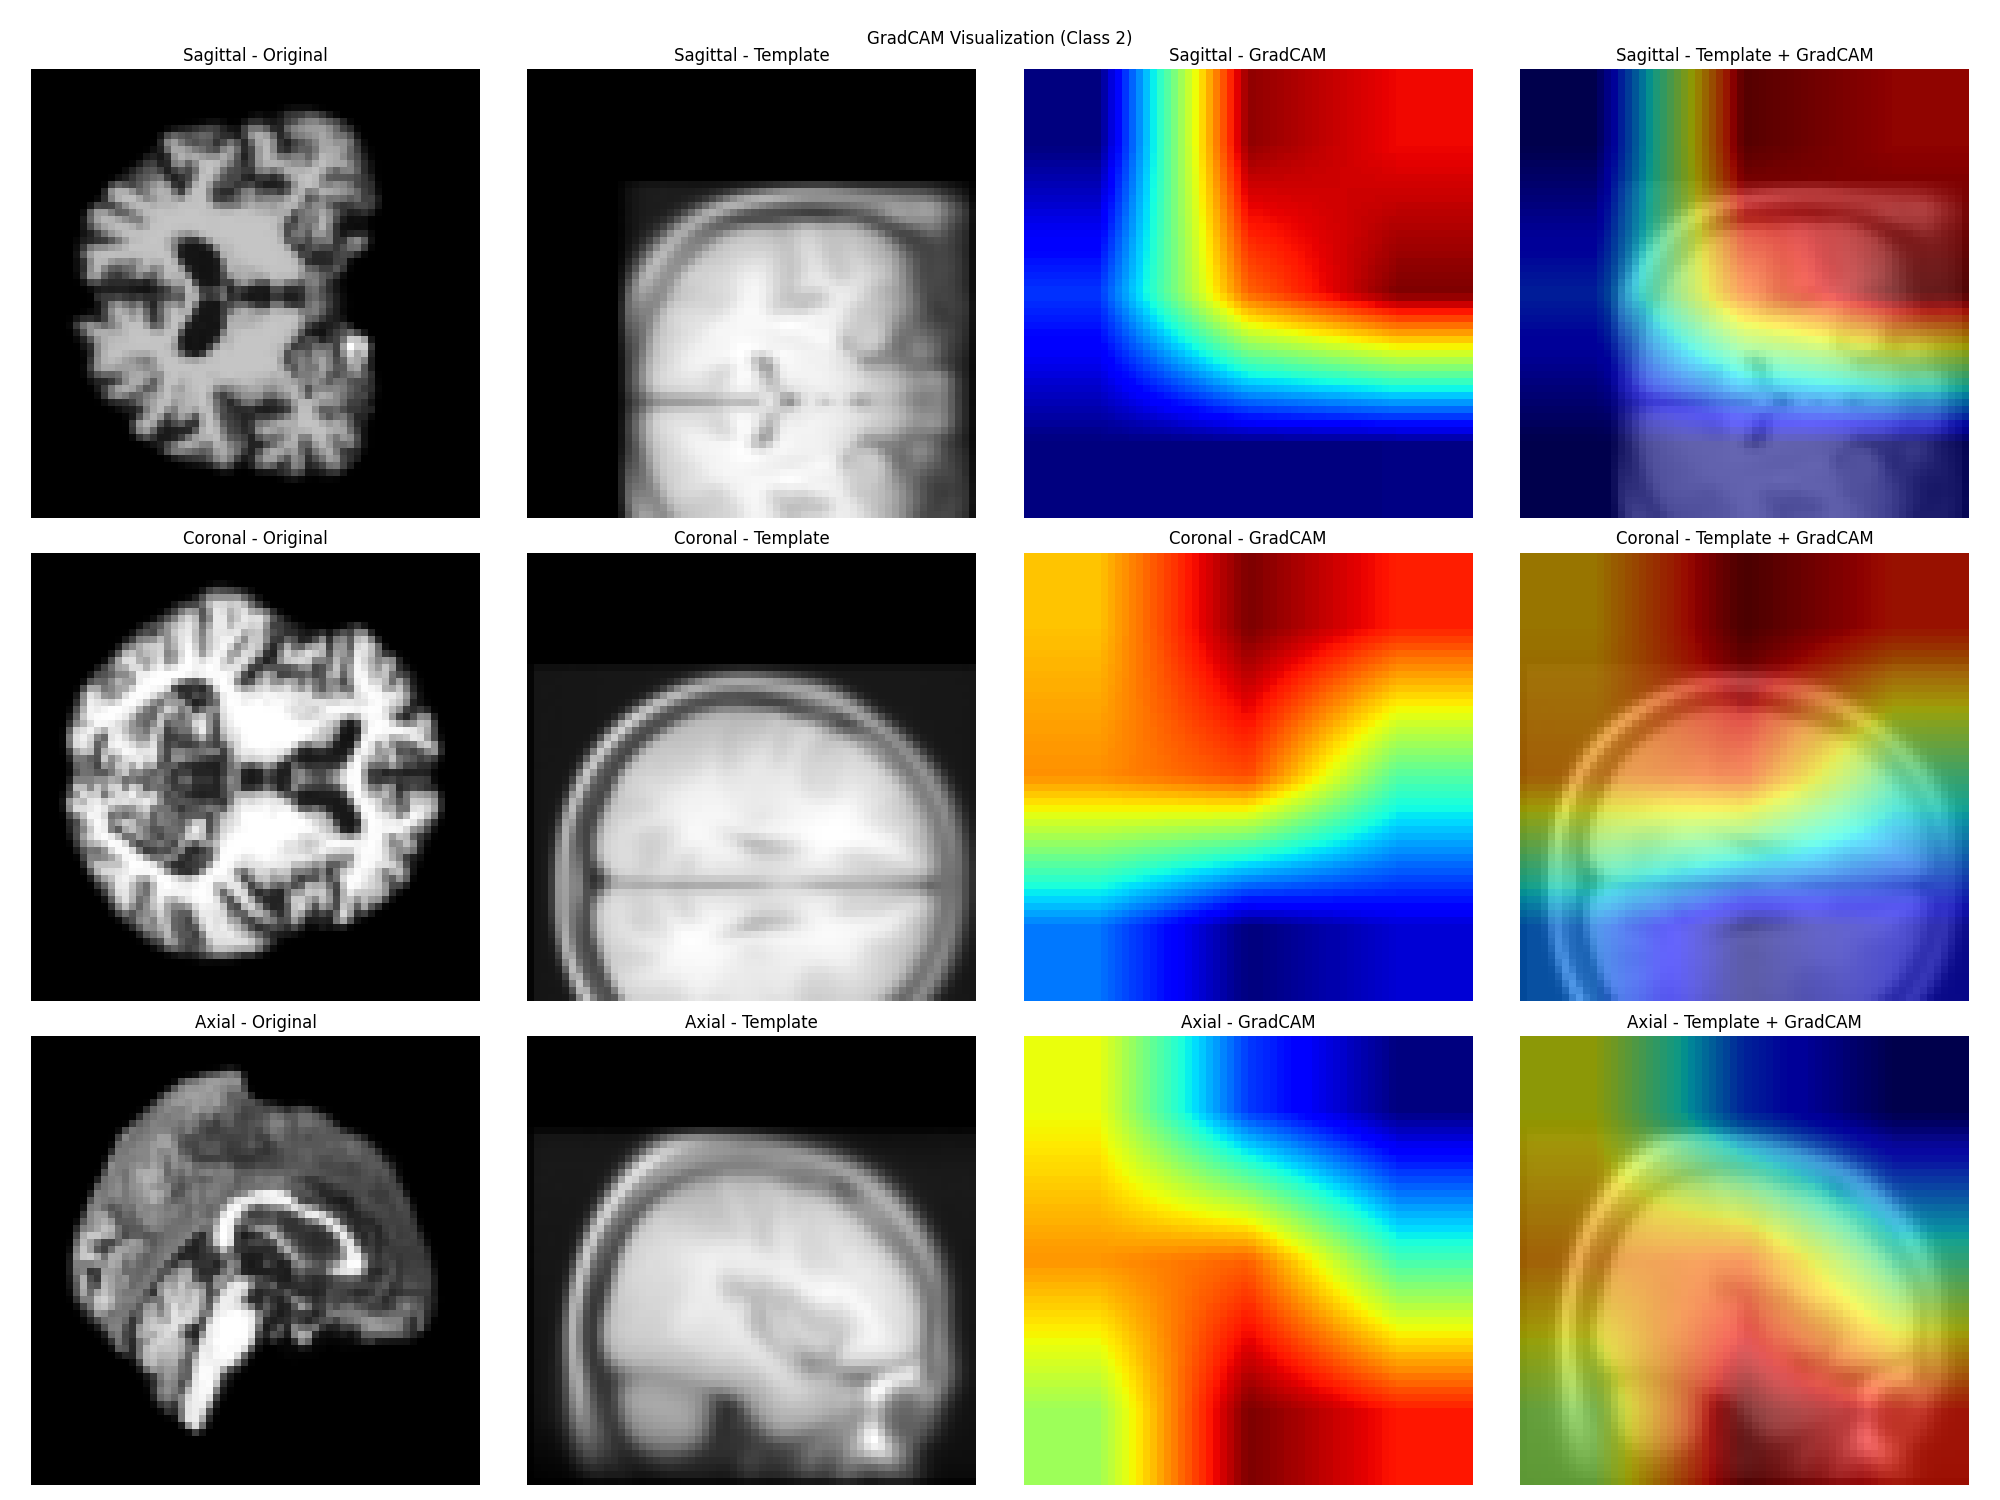 GradCAM Visualization (Class 2)
Sagittal - Original
Sagittal - Template
Sagittal - GradCAM
Sagittal - Template + GradCAM
Coronal - Original
Coronal - Template
Coronal - GradCAM
Coronal - Template + GradCAM
Axial - Original
Axial - Template
Axial - GradCAM
Axial - Template + GradCAM